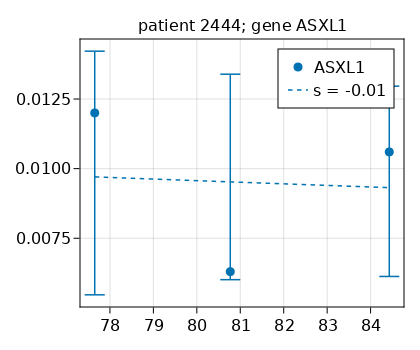 patient 2444; gene ASXL1
ASXL1
s = -0.01
0.0125
0.0100
0.0075
78 79 80 81 82 83 84